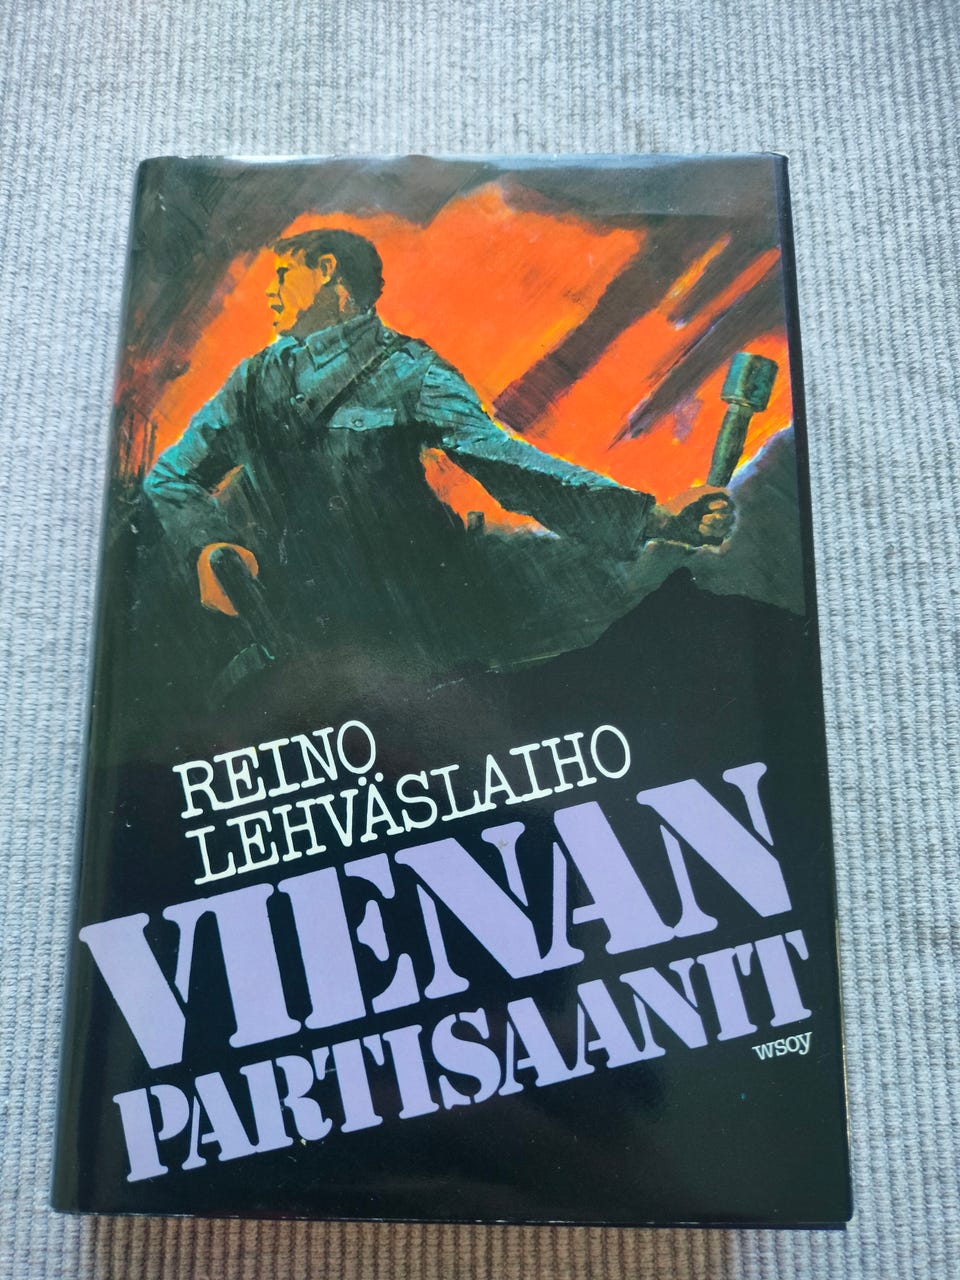 REINO
LEHVÄSLAIHO
VIENAN
PARTISAANIT
wsoy